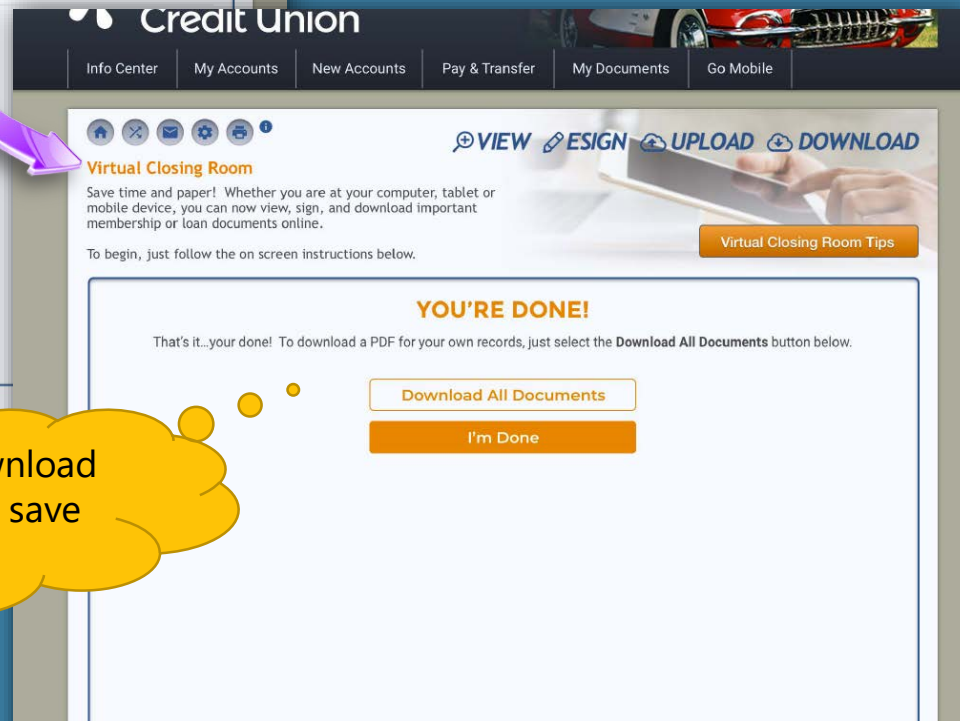 Credit Union
Info Center My Accounts New Accounts Pay & Transfer My Documents Go Mobile
VIEW ESIGN UPLOAD DOWNLOAD
Virtual Closing Room
Save time and paper! Whether you are at your computer, tablet or
mobile device, you can now view, sign, and download important
membership or loan documents online.
To begin, just follow the on screen instructions below.
Virtual Closing Room Tips
YOU'RE DONE!
That's it...your done! To download a PDF for your own records, just select the Download All Documents button below.
Download All Documents
I'm Done
save